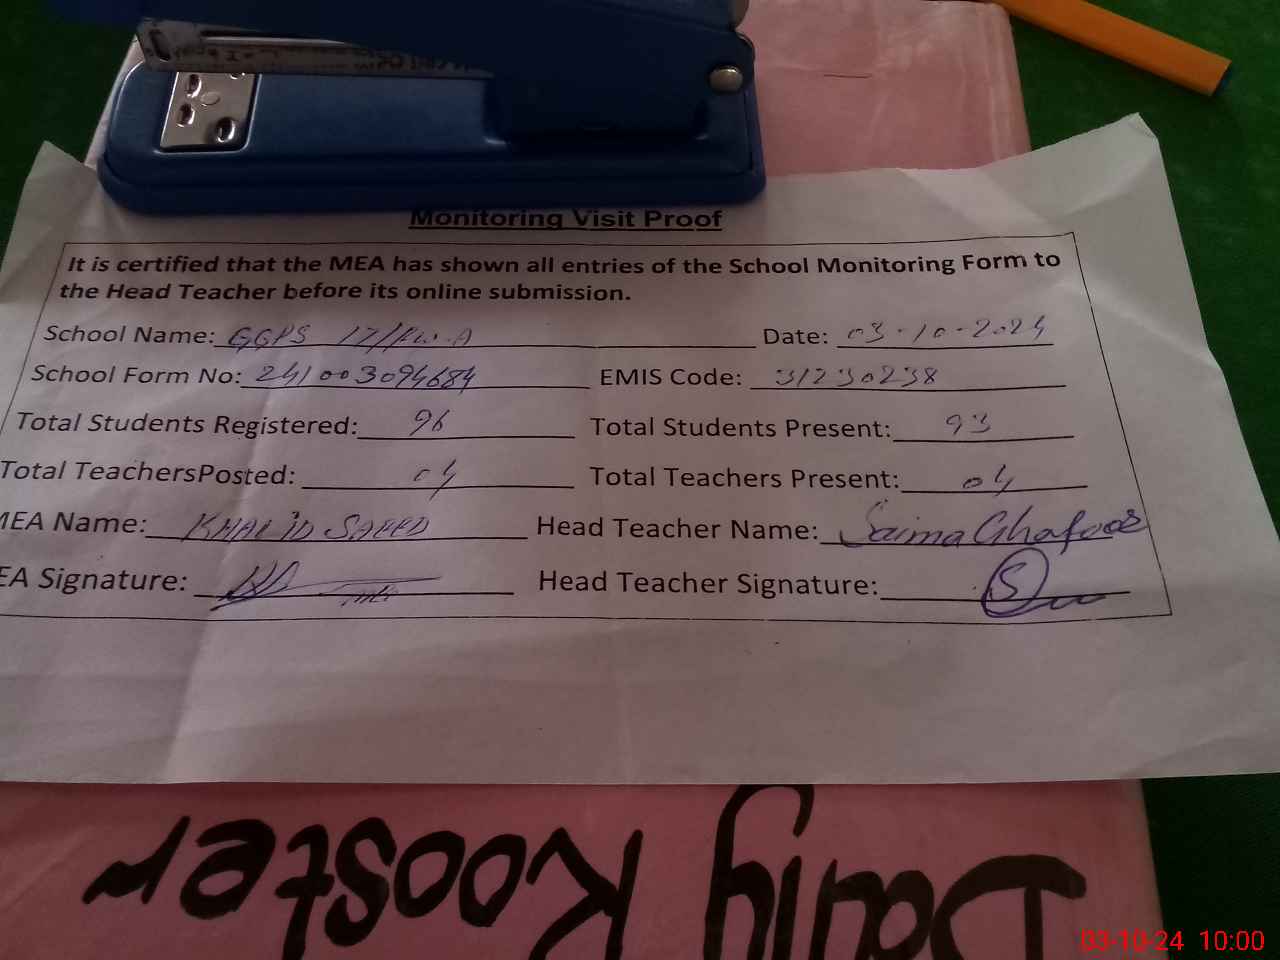 Monitoring Visit Proof
It is certified that the MEA has shown all entries of the School Monitoring Form to
the Head Teacher before its online submission.
School Name: GGPS 17/ Date: 03-10-2024
School Form No: 241003094684 EMIS Code: 31230238
Total Students Registered: 96 Total Students Present: 93
Total TeachersPosted: 04 Total Teachers Present: 04
MEA Name: KHALID SAEED Head Teacher Name: Saima Ghafoor
EA Signature: Head Teacher Signature:
Daily Rooster
03-10-24 10:00